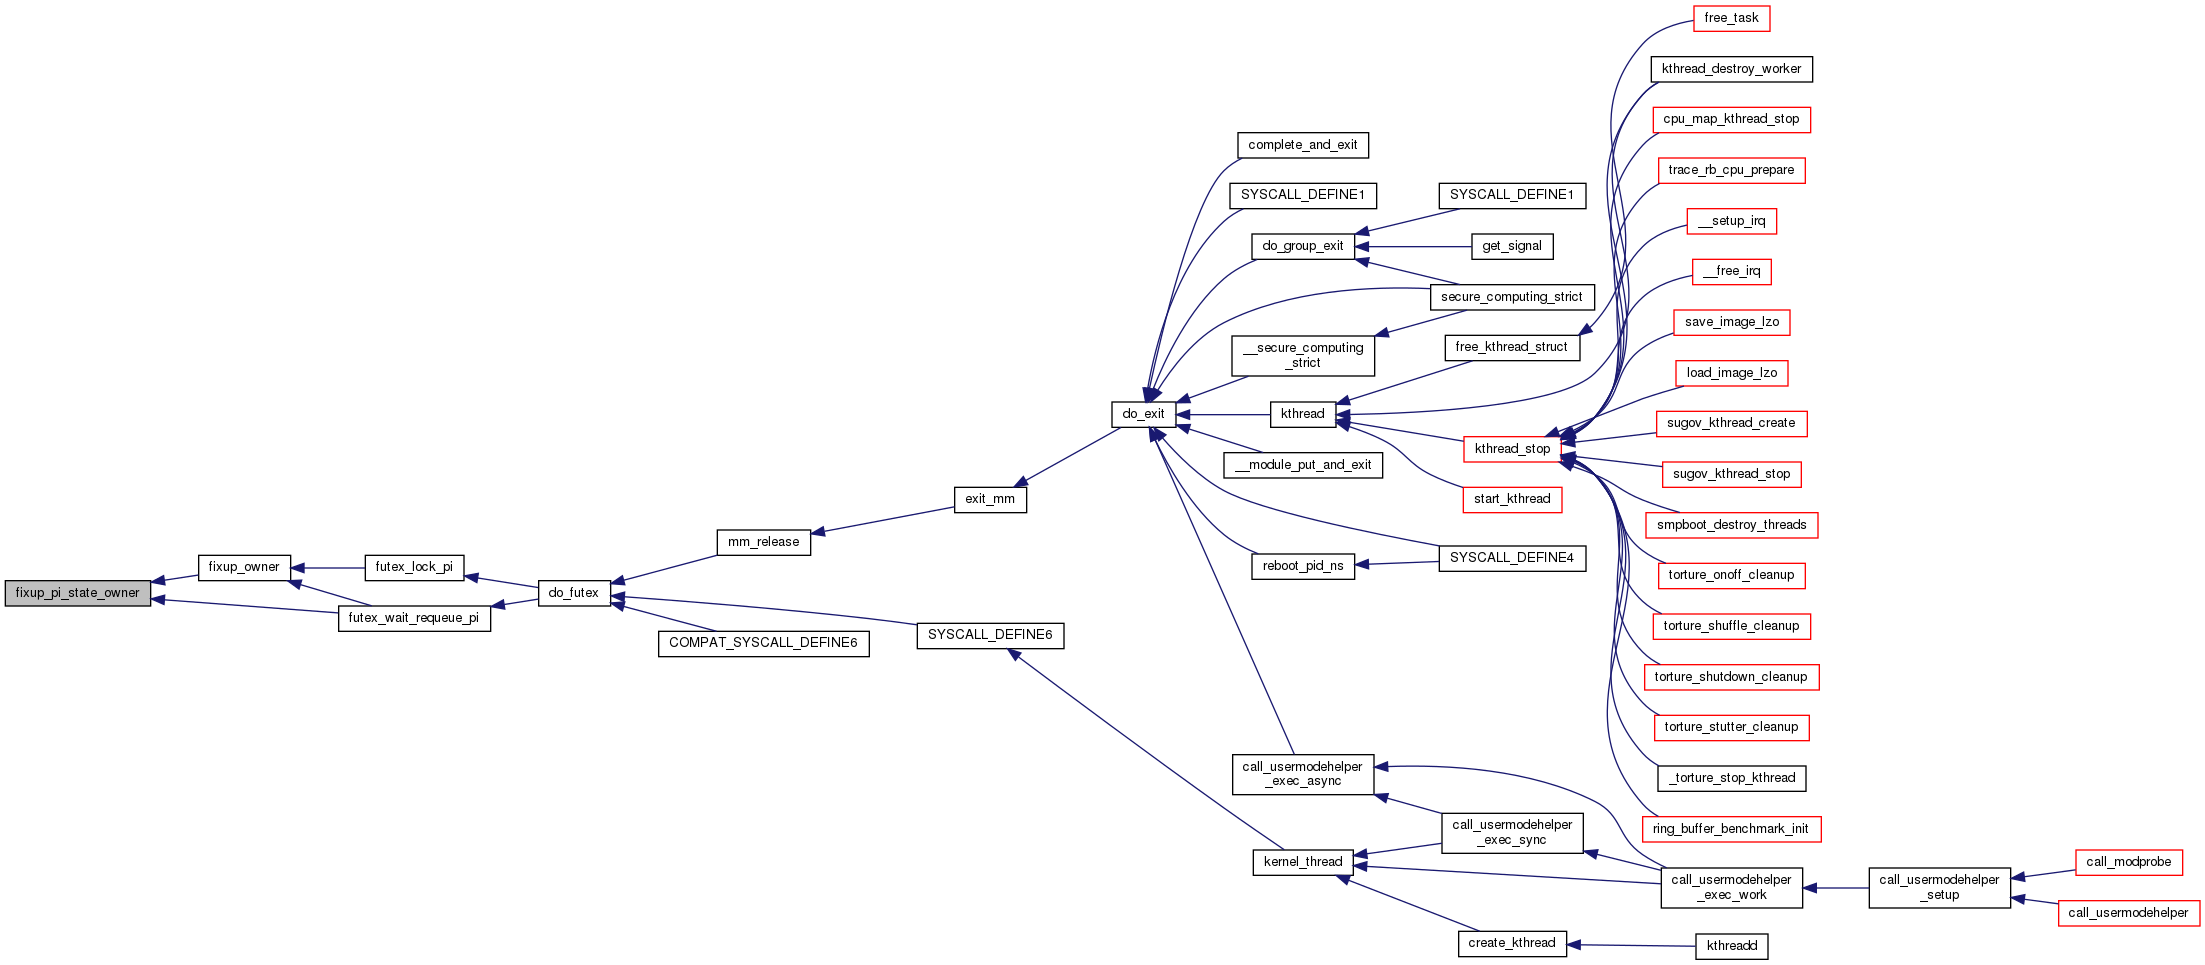 fixup_pi_state_owner
fixup_owner
futex_lock_pi
futex_wait_requeue_pi
do_futex
mm_release
COMPAT_SYSCALL_DEFINE6
SYSCALL_DEFINE6
exit_mm
do_exit
complete_and_exit
SYSCALL_DEFINE1
do_group_exit
SYSCALL_DEFINE1
get_signal
secure_computing_strict
__secure_computing
_strict
kthread
free_kthread_struct
kthread_stop
start_kthread
__module_put_and_exit
reboot_pid_ns
SYSCALL_DEFINE4
call_usermodehelper
_exec_async
call_usermodehelper
_exec_sync
kernel_thread
create_kthread
free_task
kthread_destroy_worker
cpu_map_kthread_stop
trace_rb_cpu_prepare
__setup_irq
__free_irq
save_image_lzo
load_image_lzo
sugov_kthread_create
sugov_kthread_stop
smpboot_destroy_threads
torture_onoff_cleanup
torture_shuffle_cleanup
torture_shutdown_cleanup
torture_stutter_cleanup
_torture_stop_kthread
ring_buffer_benchmark_init
call_usermodehelper
_exec_work
kthreadd
call_usermodehelper
_setup
call_modprobe
call_usermodehelper